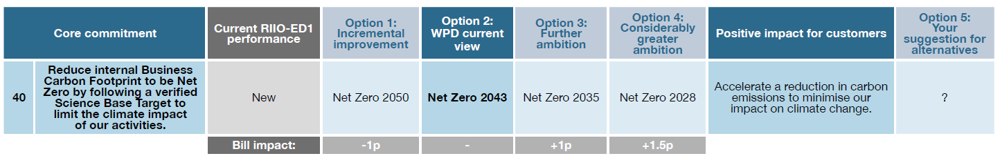 Core commitment
Current RIIO-ED1
performance
Option 1:
Incremental
improvement
Option 2:
WPD current
view
Option 3:
Further
ambition
Option 4:
Considerably
greater
ambition
Positive impact for customers
Option 5:
Your
suggestion for
alternatives
40
Reduce internal Business
Carbon Footprint to be Net
Zero by following a verified
Science Base Target to
limit the climate impact
of our activities.
New
Net Zero 2050
Net Zero 2043
Net Zero 2035
Net Zero 2028
Accelerate a reduction in carbon
emissions to minimise our
impact on climate change.
?
Bill impact:
-1p
-
+1p
+1.5p